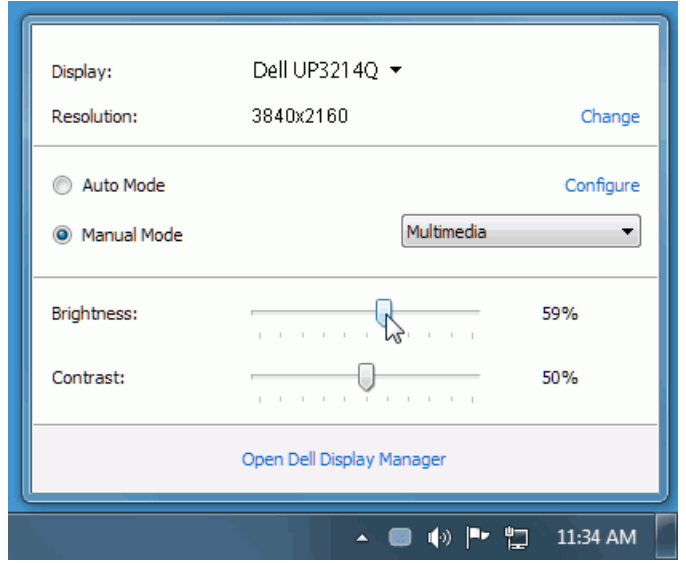 Display: Dell UP3214Q
Resolution: 3840x2160 Change
Auto Mode Configure
Manual Mode Multimedia
Brightness: 59%
Contrast: 50%
Open Dell Display Manager
11:34 AM